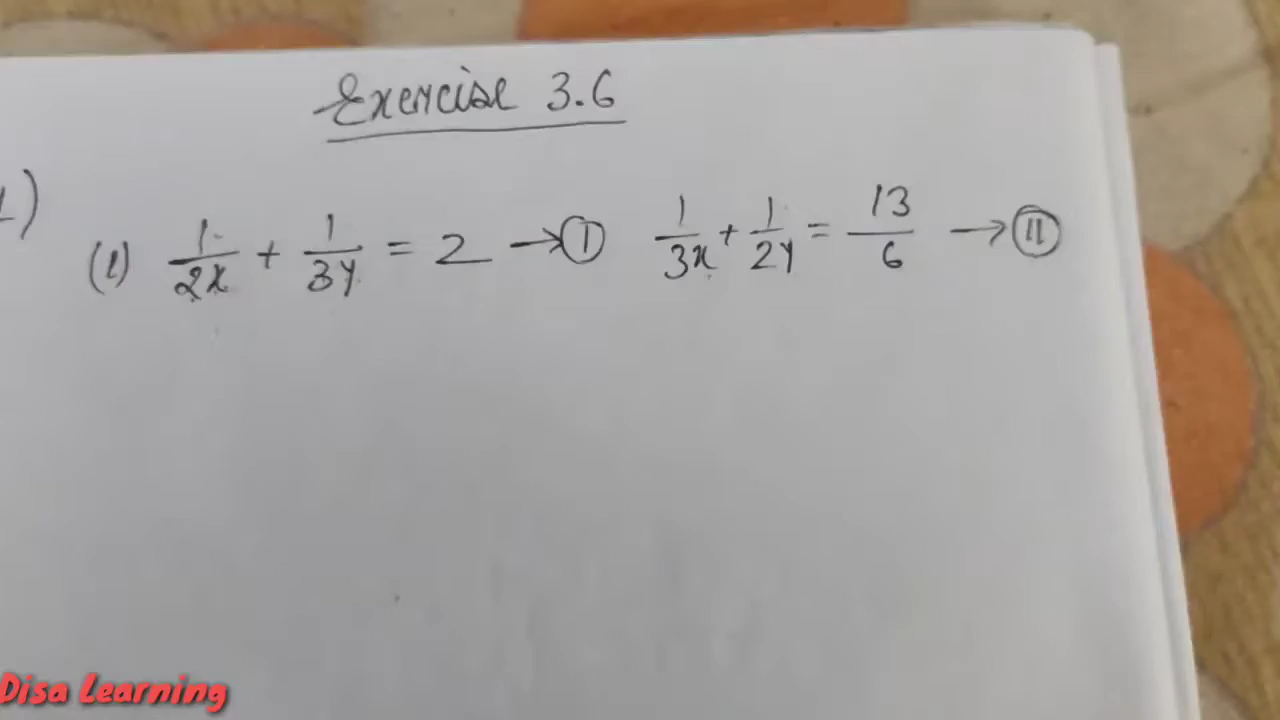 Exercise 3.6
1)
(i) 1/2x + 1/3y = 2 → Ⓘ 1/3x + 1/2y = 13/6 → ⓘⓘ
Disa Learning